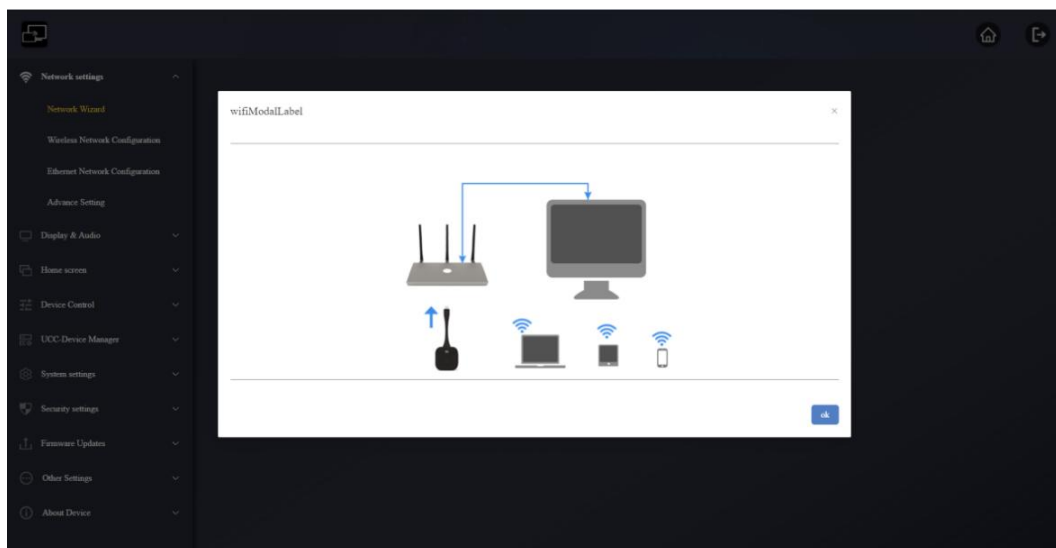 Network settings
Network Wizard
Wireless Network Configuration
Ethernet Network Configuration
Advance Setting
Display & Audio
Home screen
Device Control
UCC-Device Manager
System settings
Security settings
Firmware Updates
Other Settings
About Device
wifiModalLabel
×
ok